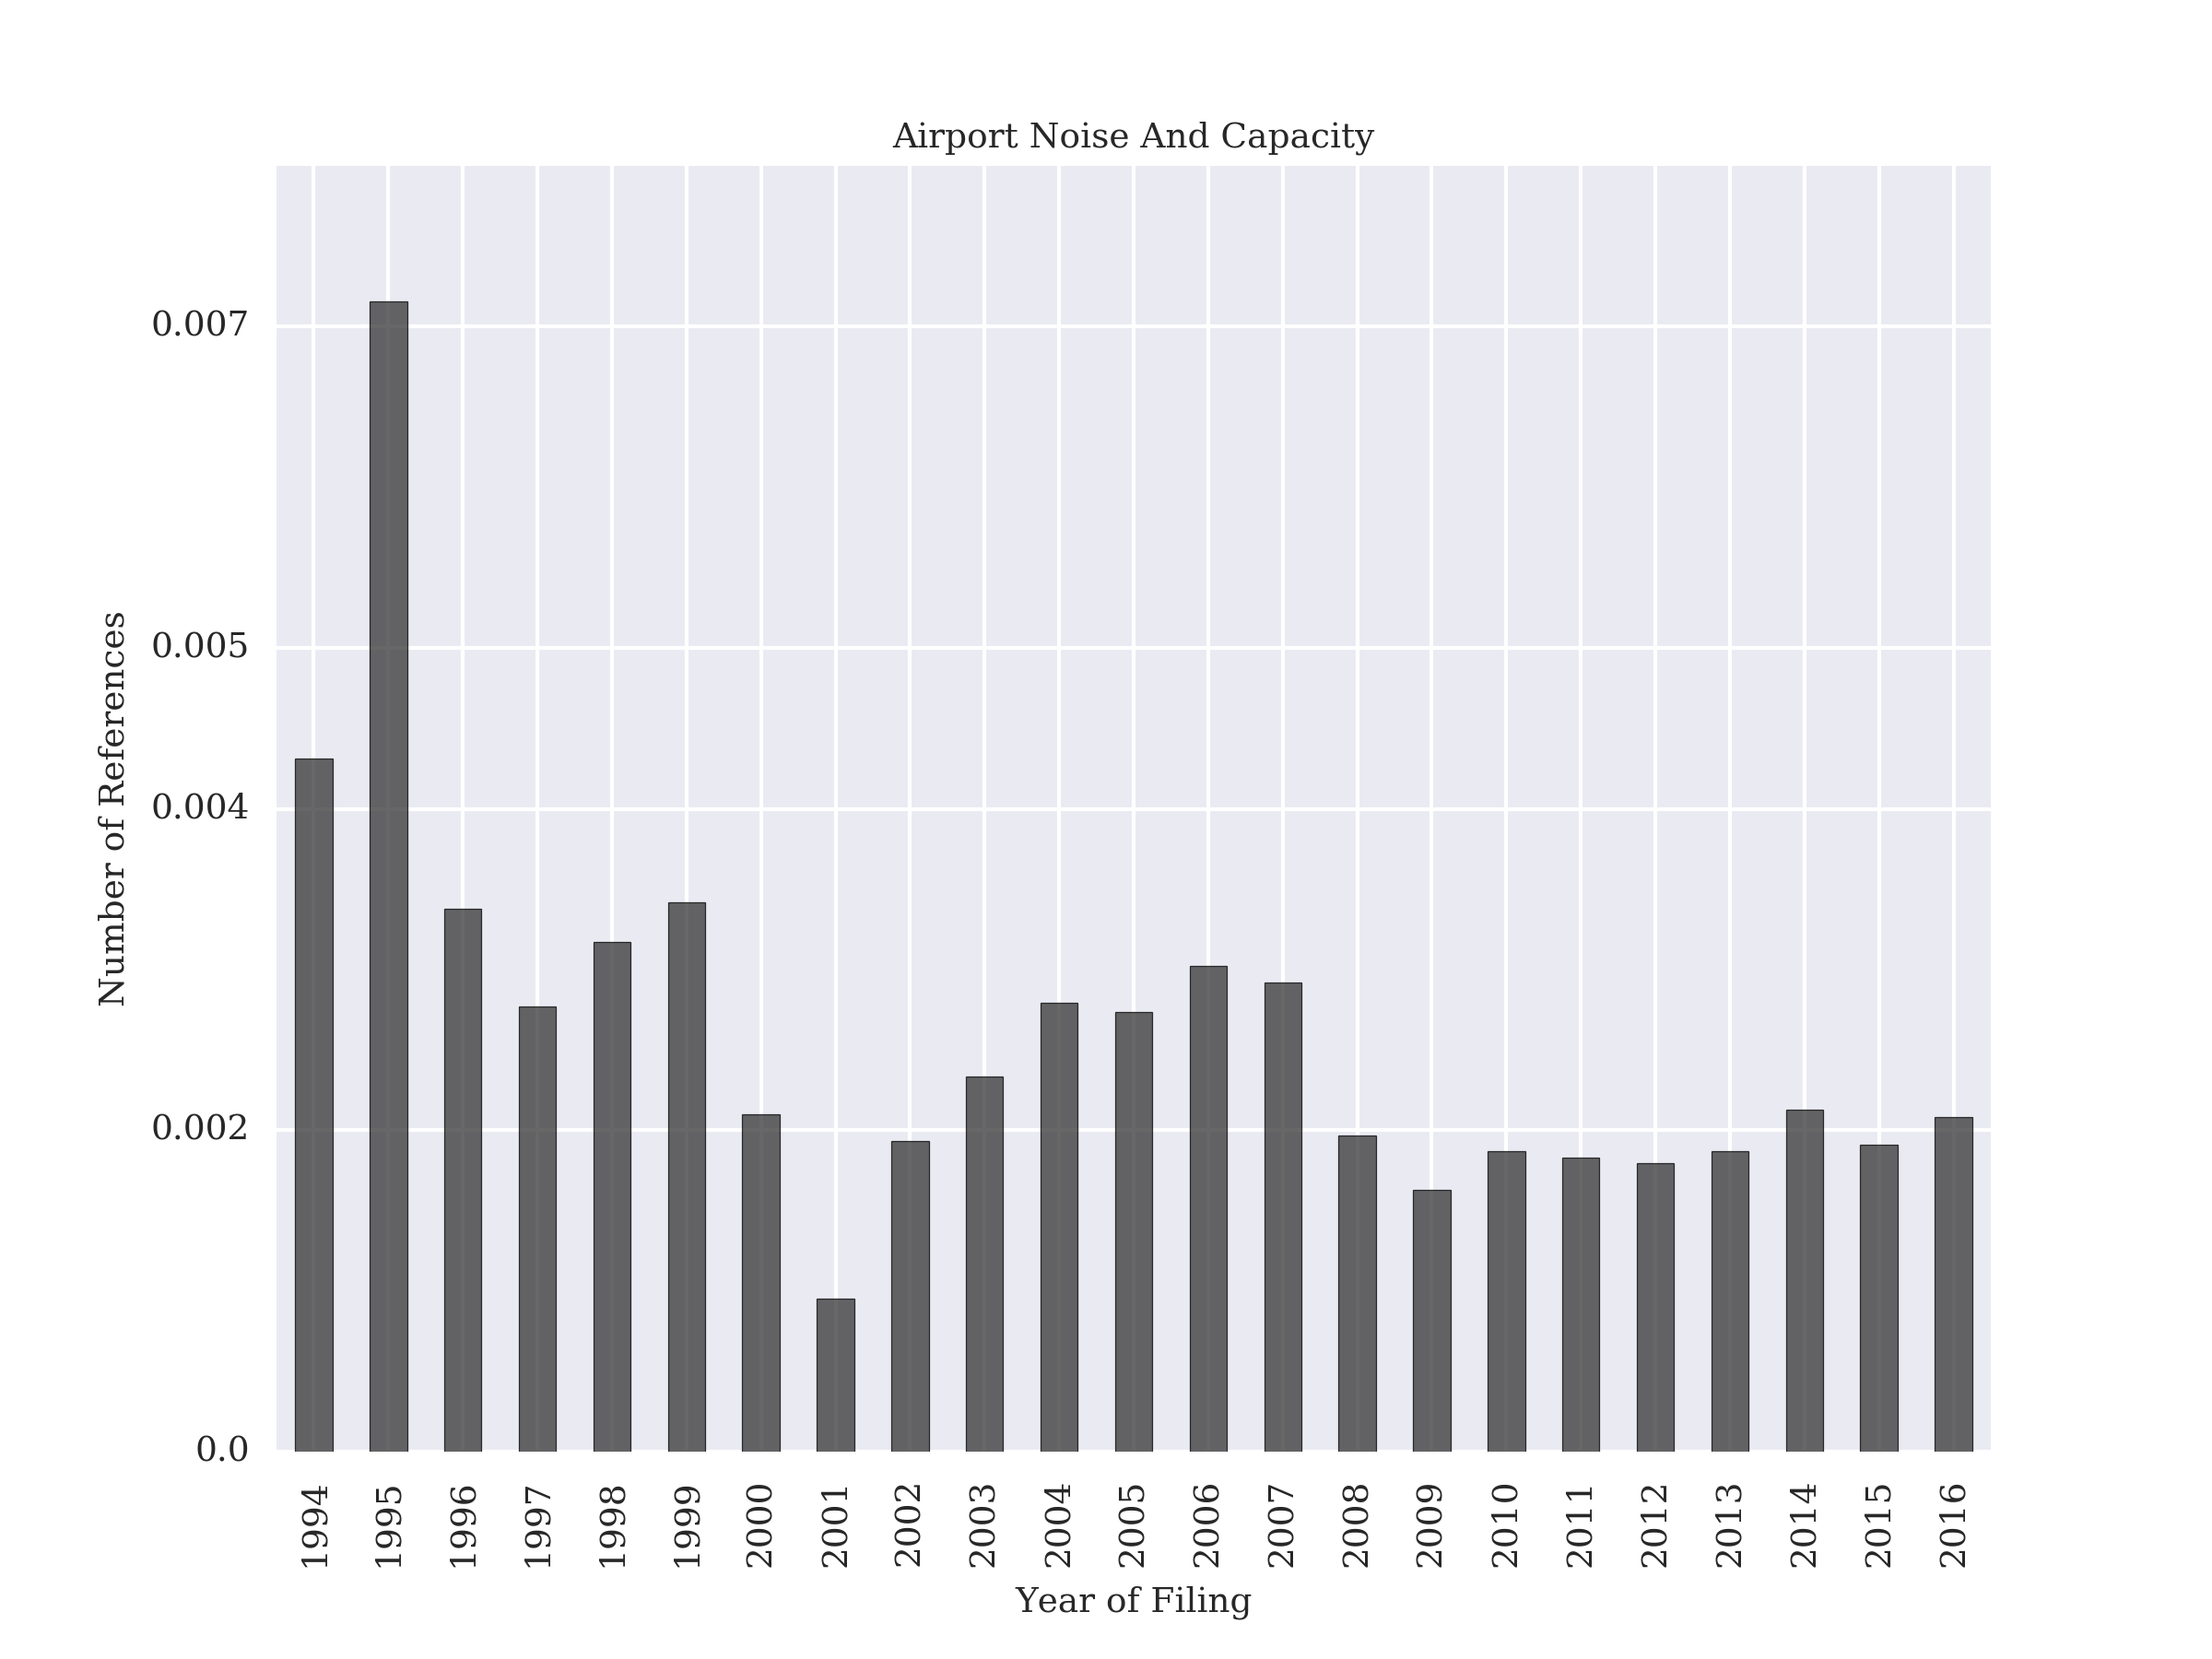 Airport Noise And Capacity
Number of References
0.007
0.005
0.004
0.002
0.0
1994 1995 1996 1997 1998 1999 2000 2001 2002 2003 2004 2005 2006 2007 2008 2009 2010 2011 2012 2013 2014 2015 2016
Year of Filing